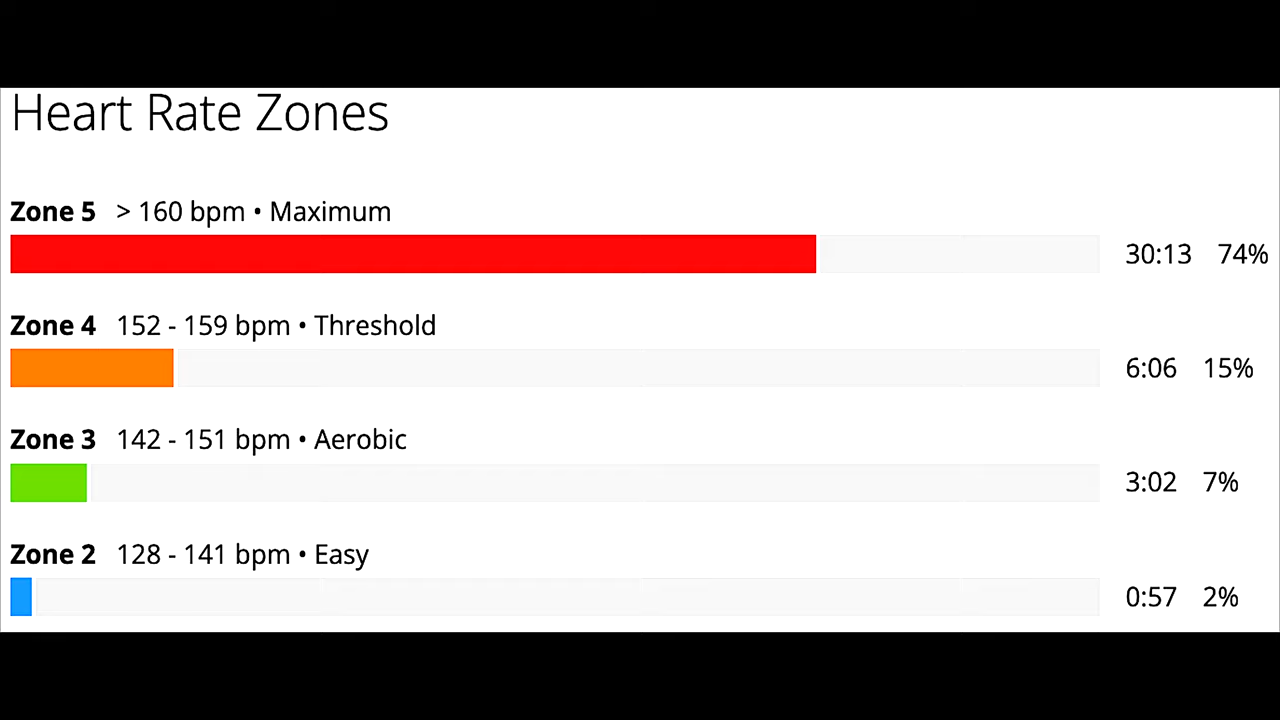 Heart Rate Zones
Zone 5 > 160 bpm • Maximum
30:13 74%
Zone 4 152 - 159 bpm • Threshold
6:06 15%
Zone 3 142 - 151 bpm • Aerobic
3:02 7%
Zone 2 128 - 141 bpm • Easy
0:57 2%